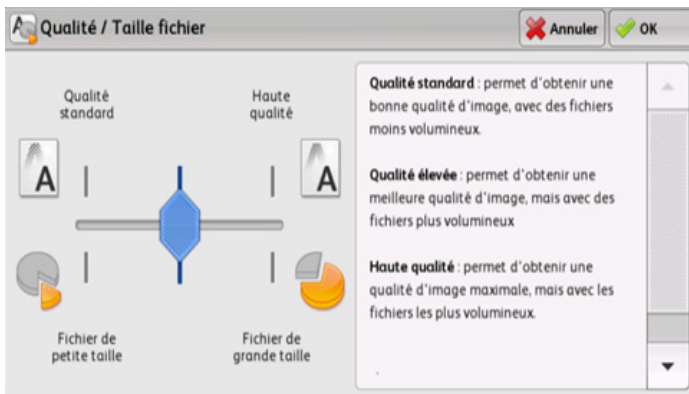 Qualité / Taille fichier
Annuler
OK
Qualité
standard
Haute
qualité
A
A
Fichier de
petite taille
Fichier de
grande taille
Qualité standard : permet d'obtenir une
bonne qualité d'image, avec des fichiers
moins volumineux.
Qualité élevée : permet d'obtenir une
meilleure qualité d'image, mais avec des
fichiers plus volumineux
Haute qualité : permet d'obtenir une
qualité d'image maximale, mais avec les
fichiers les plus volumineux.